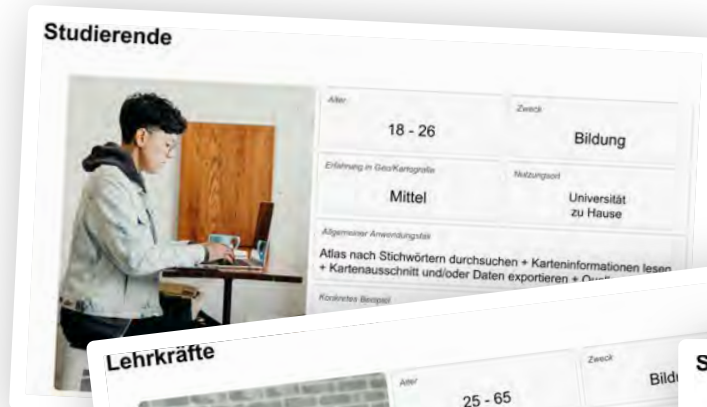 Studierende
Alter
18 - 26
Zweck
Bildung
Erfahrung in Geo/Kartografie
Mittel
Nutzungsort
Universität
zu Hause
Allgemeiner Anwendungsfall
Atlas nach Stichwörtern durchsuchen + Karteninformationen lesen
+ Kartenausschnitt und/oder Daten exportieren +
Konkretes Beispiel
Lehrkräfte
Alter
25 - 65
Zweck